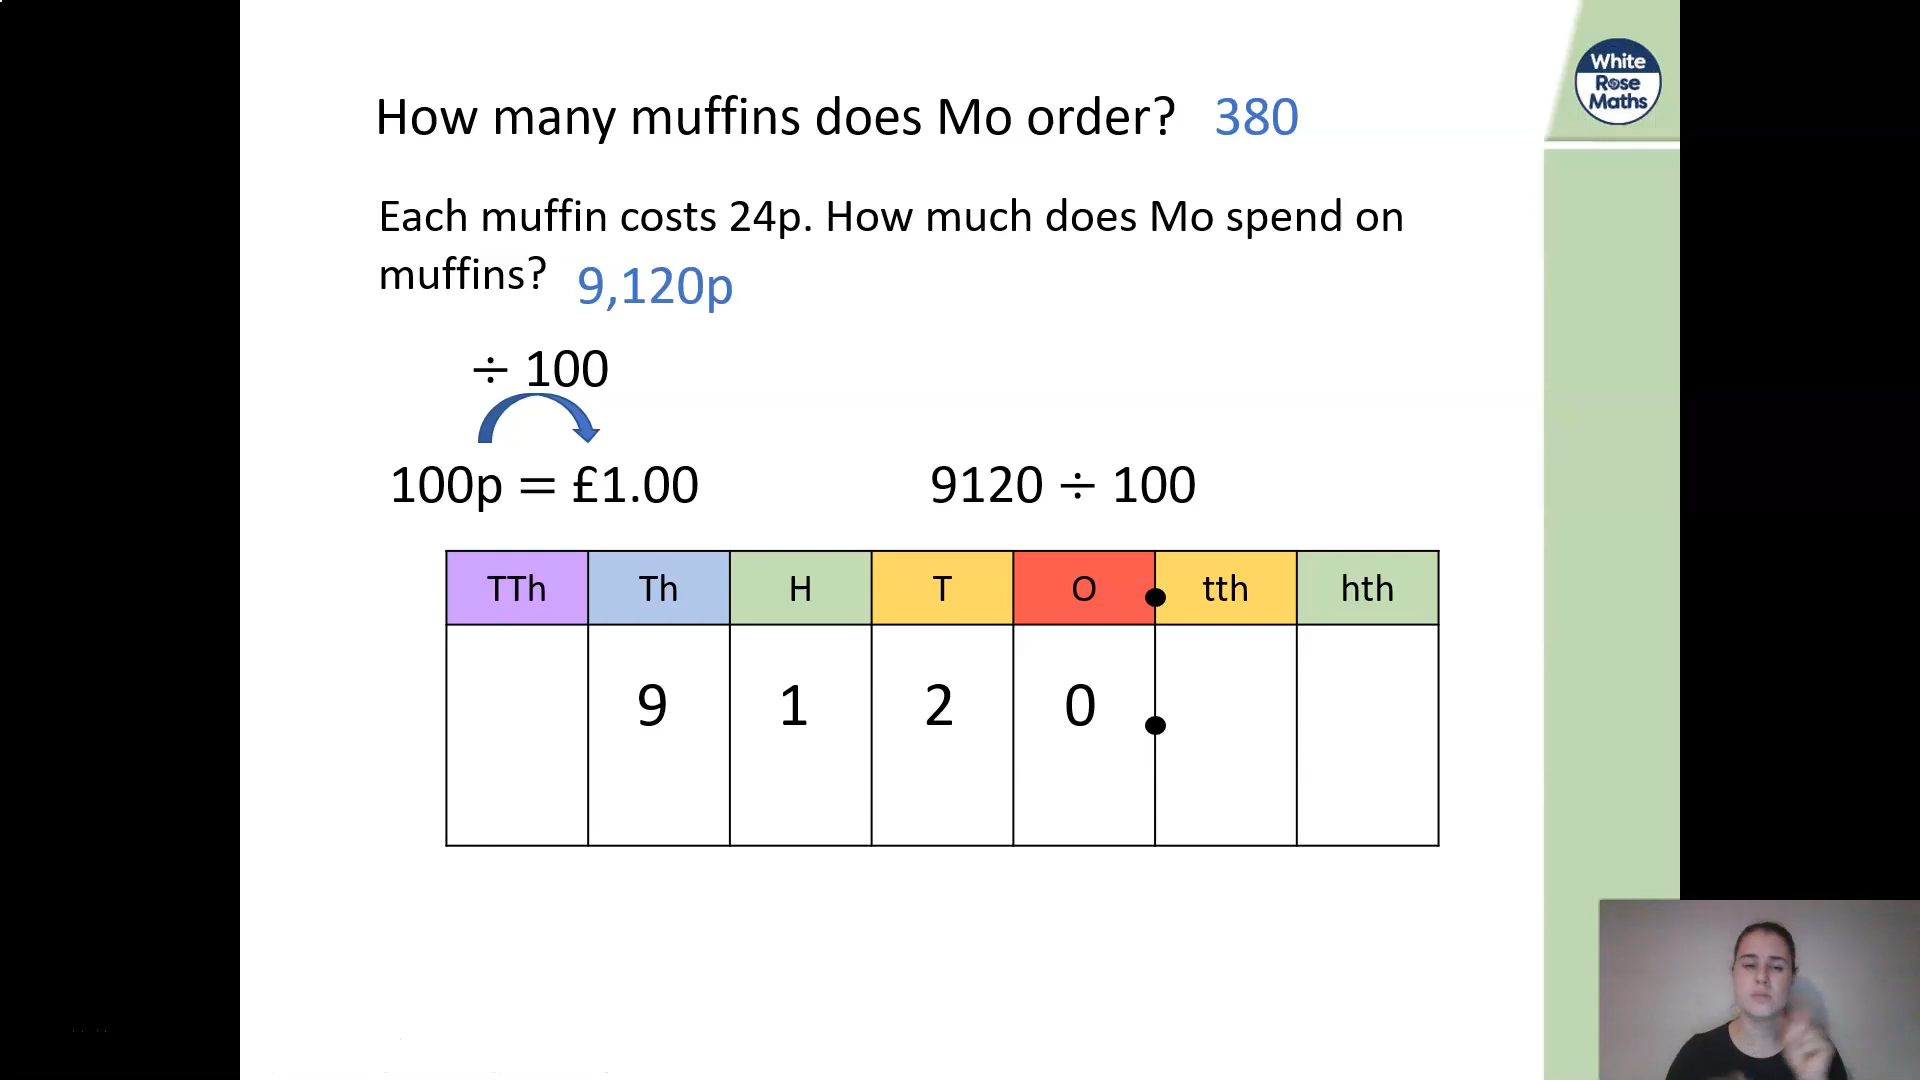 How many muffins does Mo order? 380
White
Rose
Maths
Each muffin costs 24p. How much does Mo spend on
muffins? 9,120p
÷ 100
100p = £1.00 9120 ÷ 100
TTh Th H T O • tth hth
9 1 2 0 •